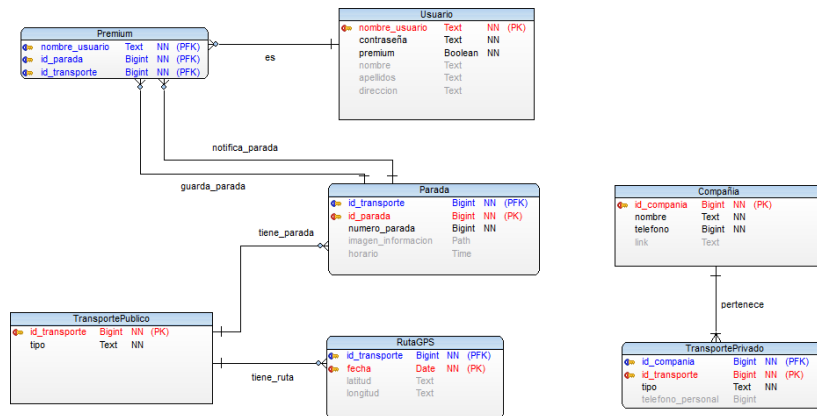 Usuario
nombre_usuario Text NN (PK)
contraseña Text NN
premium Boolean NN
nombre Text
apellidos Text
direccion Text
Premium
nombre_usuario Text NN (PFK)
id_parada Bigint NN (PFK)
id_transporte Bigint NN (PFK)
es
notifica_parada
guarda_parada
Parada
id_transporte Bigint NN (PFK)
id_parada Bigint NN (PK)
numero_parada Bigint NN
imagen_informacion Path
horario Time
Compañia
id_compania Bigint NN (PK)
nombre Text NN
telefono Bigint NN
link Text
tiene_parada
pertenece
TransportePublico
id_transporte Bigint NN (PK)
tipo Text NN
tiene_ruta
RutaGPS
id_transporte Bigint NN (PFK)
fecha Date NN (PK)
latitud Text
longitud Text
TransportePrivado
id_compania Bigint NN (PFK)
id_transporte Bigint NN (PK)
tipo Text NN
telefono_personal Bigint